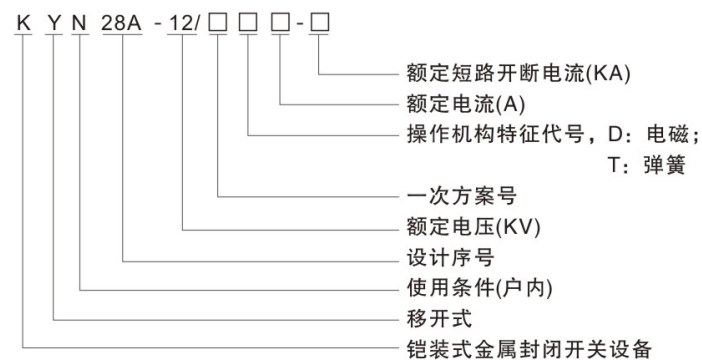 K Y N 28A - 12/□ □ □ - □
额定短路开断电流(KA)
额定电流(A)
操作机构特征代号，D：电磁；
T：弹簧
一次方案号
额定电压(KV)
设计序号
使用条件(户内)
移开式
铠装式金属封闭开关设备